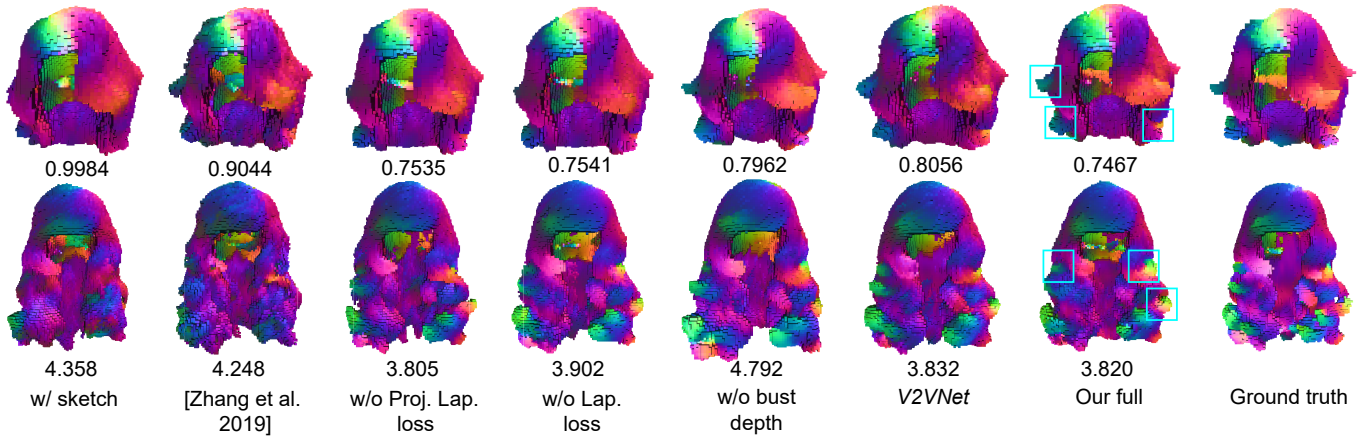 0.9984 0.9044 0.7535 0.7541 0.7962 0.8056 0.7467
4.358 4.248 3.805 3.902 4.792 3.832 3.820
w/ sketch [Zhang et al. w/o Proj. Lap. w/o Lap. w/o bust V2VNet Our full Ground truth
2019] loss loss depth